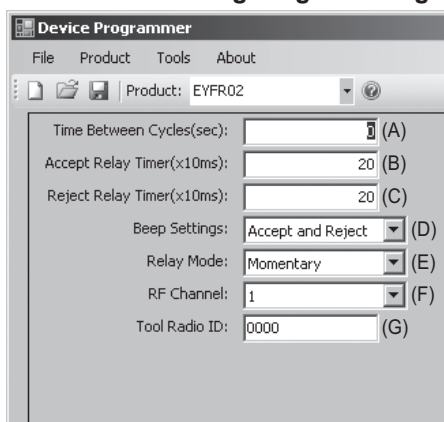 Device Programmer
File Product Tools About
Product: EYFR02
Time Between Cycles(sec): (A)
Accept Relay Timer(x10ms): 20 (B)
Reject Relay Timer(x10ms): 20 (C)
Beep Settings: Accept and Reject (D)
Relay Mode: Momentary (E)
RF Channel: 1 (F)
Tool Radio ID: 0000 (G)